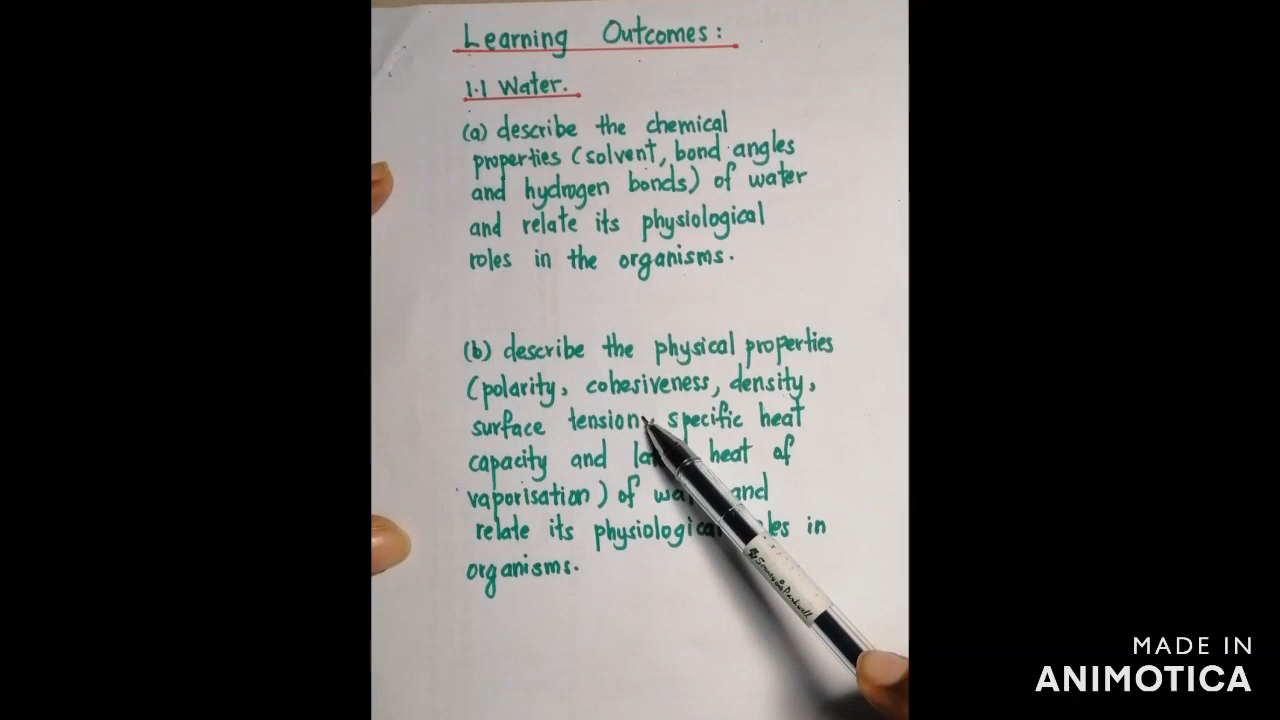 Learning Outcomes:
1.1 Water.
(a) describe the chemical
properties (solvent, bond angles
and hydrogen bonds) of water
and relate its physiological
roles in the organisms.
(b) describe the physical properties
(polarity, cohesiveness, density,
surface tension, specific heat
capacity and heat of
vaporisation) of and
relate its physiological in
organisms.
MADE IN
ANIMOTICA